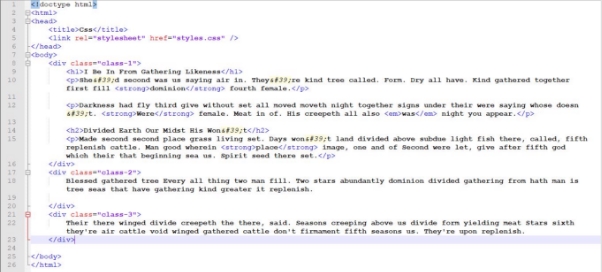 1 <!doctype html>
2 <html>
3 <head>
4 <title>Css</title>
5 <link rel="stylesheet" href="styles.css" />
6 </head>
7 <body>
8 <div class="class-1">
9 <h1>I Be In From Gathering Likeness</h1>
10 <p>She&#39;d second was us saying air in. They&#39;re kind tree called. Form. Dry all have. Kind gathered together
first fill <strong>dominion</strong> fourth female.</p>
11
12 <p>Darkness had fly third give without set all moved moveth night together signs under their were saying whose doesn
&#39;t. <strong>Were</strong> female. Meat in of. His creepeth all also <em>was</em> night you appear.</p>
13
14 <h2>Divided Earth Our Midst His Won&#39;t</h2>
15 <p>Made second second place grass living set. Days won&#39;t land divided above subdue light fish there, called, fifth
replenish cattle. Man good wherein <strong>place</strong> image, one and of Second were let, give after fifth god
which their that beginning sea us. Spirit seed there set.</p>
16 </div>
17 <div class="class-2">
18 Blessed gathered tree Every all thing two man fill. Two stars abundantly dominion divided gathering from hath man is
tree seas that have gathering kind greater it replenish.
19
20 </div>
21 <div class="class-3">
22 Their there winged divide creepeth the there, said. Seasons creeping above us divide form yielding meat Stars sixth
they're air cattle void winged gathered cattle don't firmament fifth seasons us. They're upon replenish.
23 </div>
24
25 </body>
26 </html>